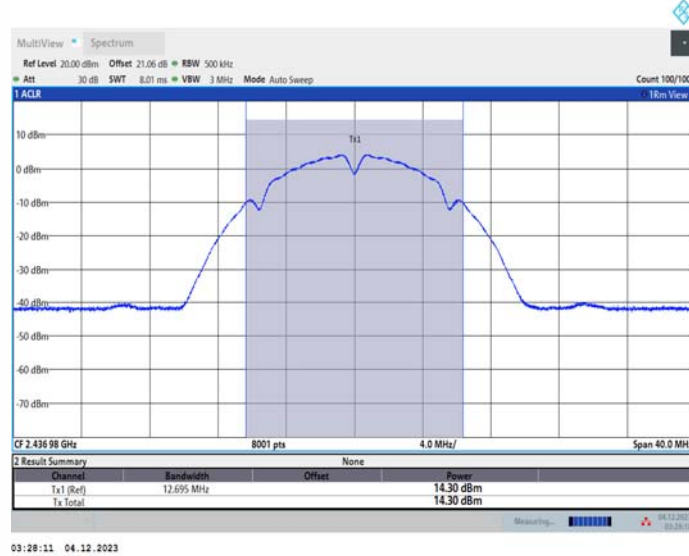 MultiView Spectrum
Ref Level 20.00 dBm Offset 21.06 dB RBW 500 kHz
Att 30 dB SWT 8.01 ms VBW 3 MHz Mode Auto Sweep Count 100/100
1 ACLR 1Rm View
Tx1
10 dBm
0 dBm
-10 dBm
-20 dBm
-30 dBm
-40 dBm
-50 dBm
-60 dBm
-70 dBm
CF 2.436 98 GHz 8001 pts 4.0 MHz/ Span 40.0 MH
2 Result Summary None
Channel Bandwidth Offset Power
Tx1 (Ref) 12.695 MHz 14.30 dBm
Tx Total 14.30 dBm
Measuring...
03:28:11 04.12.2023